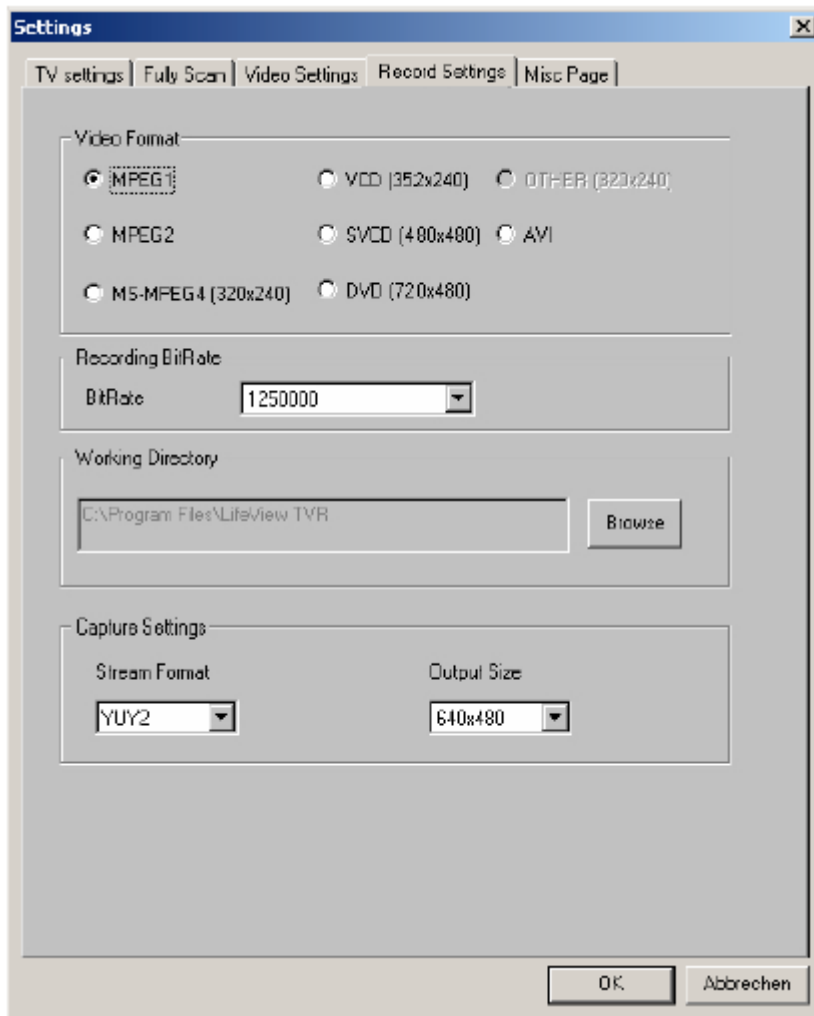 Settings
TV settings Fully Scan Video Settings Record Settings Misc Page
Video Format
MPEG1 VCD (352x240) OTHER (320x240)
MPEG2 SVCD (480x480) AVI
MS-MPEG4 (320x240) DVD (720x480)
Recording BitRate
BitRate 1250000
Working Directory
C:\Program Files\LifeView TVR
Browse
Capture Settings
Stream Format Output Size
YUY2 640x480
OK Abbrechen